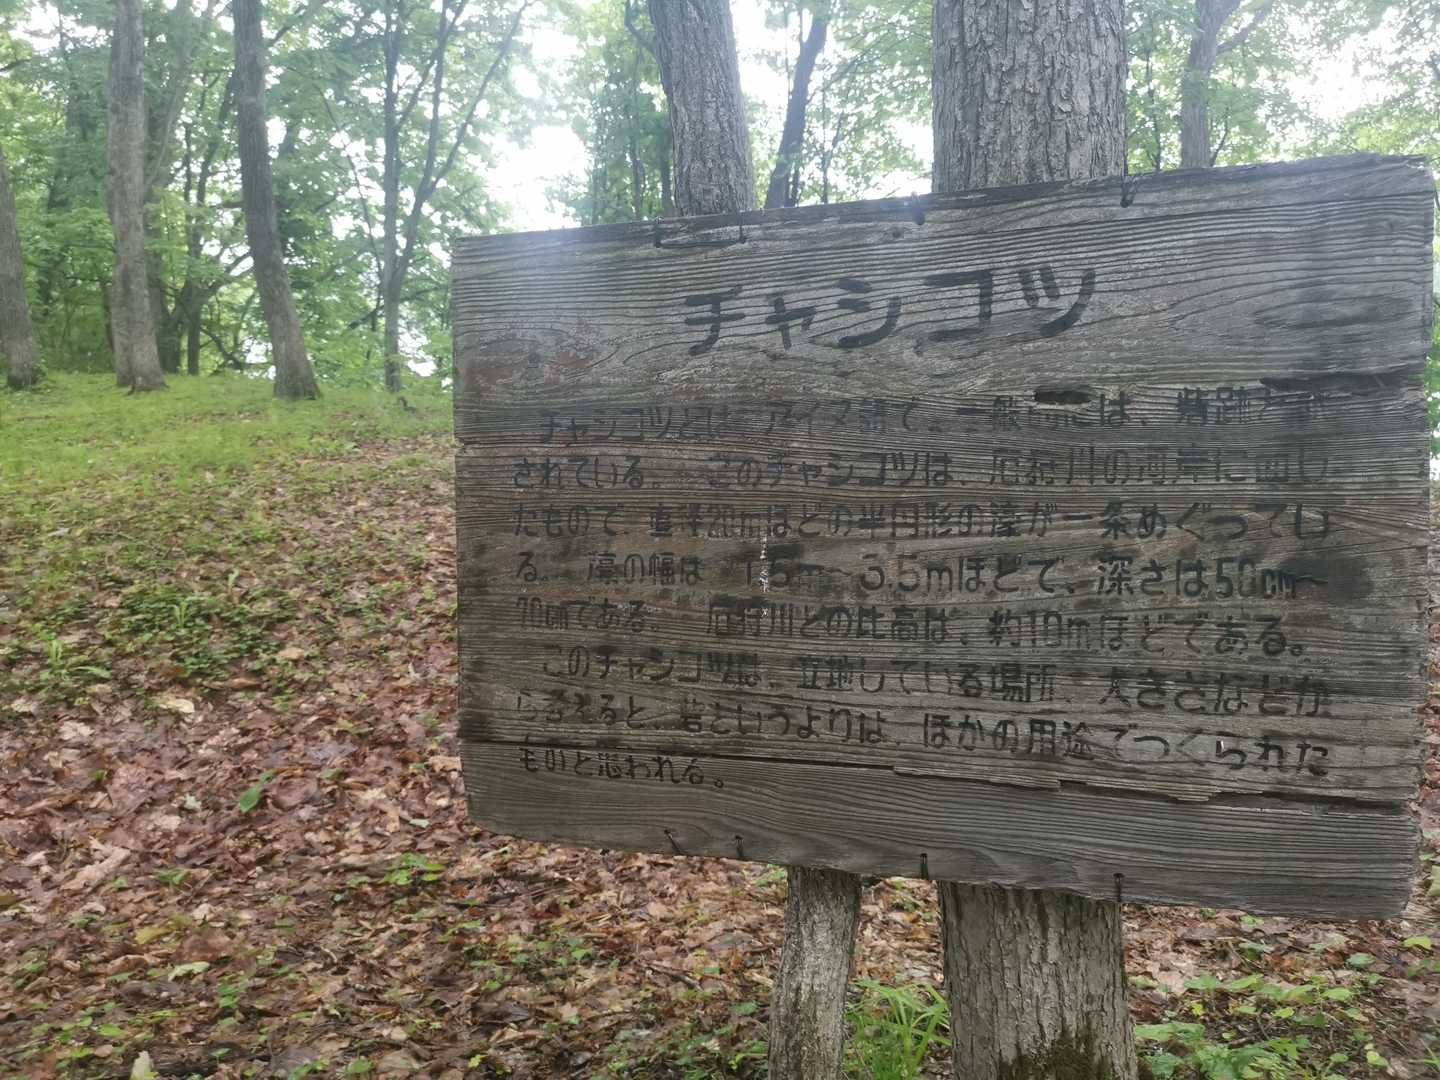 チャシコツ
チャシコツとは、アイヌ語で、一般的には、砦跡と訳
されている。このチャシコツは、石狩川の河岸に面し
たもので、直径20mほどの半円形の濠が一条めぐってい
る。濠の幅は 1.5m~3.5mほどで、深さは50cm~
70cmである 石狩川との比高は、約10mほどである。
このチャシコツは、立地している場所、大きさなどか
ら考えると、砦というよりは、ほかの用途でつくられた
ものと思われる。